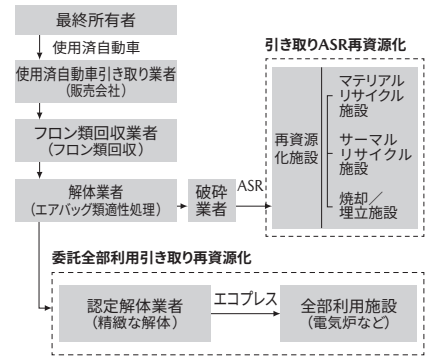 最終所有者
使用済自動車
使用済自動車引き取り業者
（販売会社）
フロン類回収業者
（フロン類回収）
解体業者
（エアバッグ類適性処理）
破砕
業者
ASR
引き取りASR再資源化
再資源
化施設
マテリアル
リサイクル
施設
サーマル
リサイクル
施設
焼却／
埋立施設
委託全部利用引き取り再資源化
認定解体業者
（精緻な解体）
エコプレス
全部利用施設
（電気炉など）